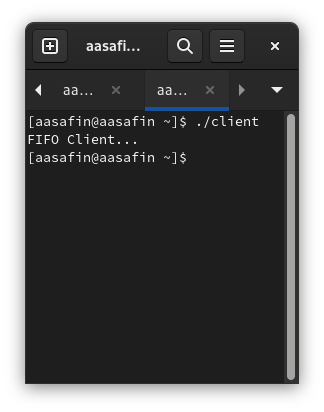 aasafi...
aa... aa...
[aasafin@aasafin ~]$ ./client
FIFO Client...
[aasafin@aasafin ~]$